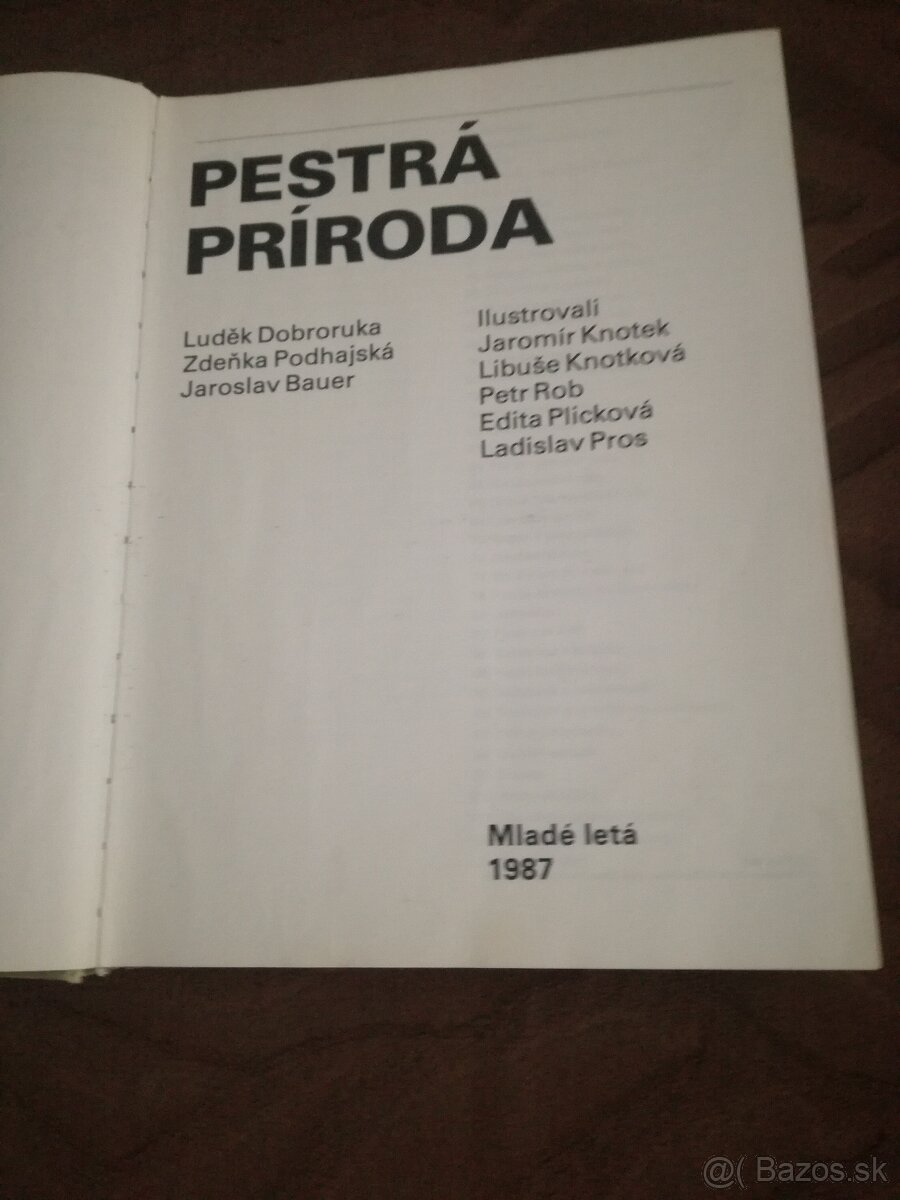 PESTRÁ
PRÍRODA
Luděk Dobroruka
Zdeňka Podhajská
Jaroslav Bauer
Ilustrovali
Jaromír Knotek
Libuše Knotková
Petr Rob
Edita Plicková
Ladislav Pros
Mladé letá
1987
@( Bazos.sk